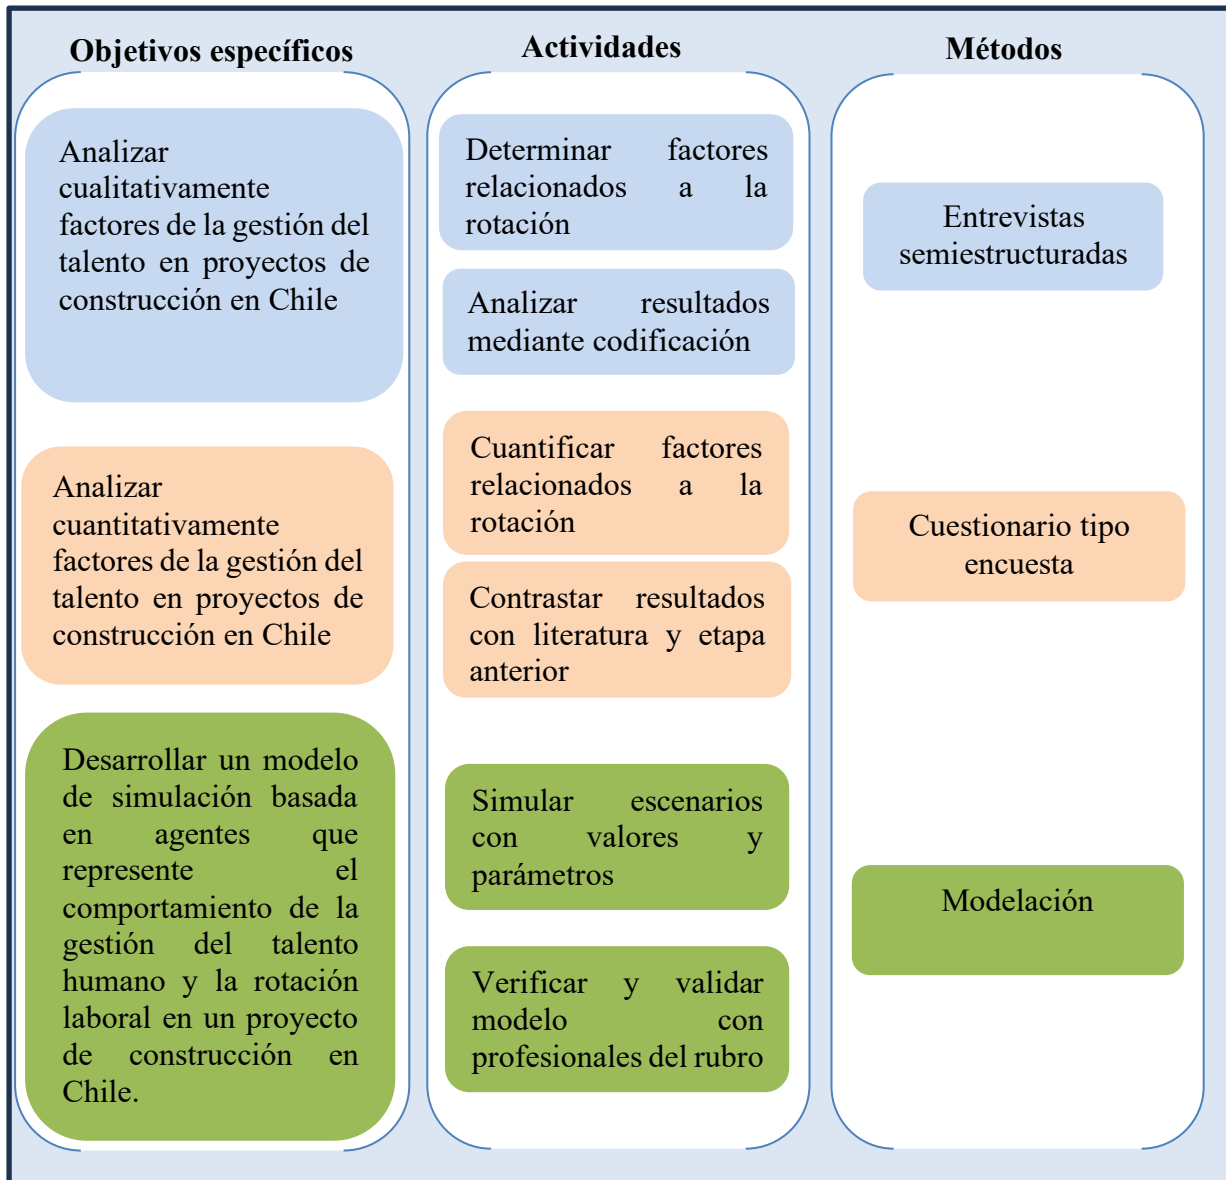 Objetivos específicos
Analizar
cualitativamente
factores de la gestión del
talento en proyectos de
construcción en Chile
Analizar
cuantitativamente
factores de la gestión del
talento en proyectos de
construcción en Chile
Desarrollar un modelo
de simulación basada
en agentes que
represente el
comportamiento de la
gestión del talento
humano y la rotación
laboral en un proyecto
de construcción en
Chile.
Actividades
Determinar factores
relacionados a la
rotación
Analizar resultados
mediante codificación
Cuantificar factores
relacionados a la
rotación
Contrastar resultados
con literatura y etapa
anterior
Simular escenarios
con valores y
parámetros
Verificar y validar
modelo con
profesionales del rubro
Métodos
Entrevistas
semiestructuradas
Cuestionario tipo
encuesta
Modelación